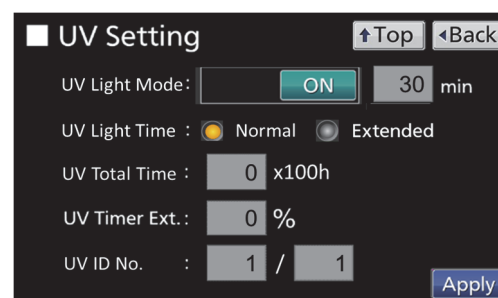 ■ UV Setting ↑Top ◂Back
UV Light Mode: ON 30 min
UV Light Time : Normal Extended
UV Total Time : 0 x100h
UV Timer Ext.: 0 %
UV ID No. : 1 / 1
Apply